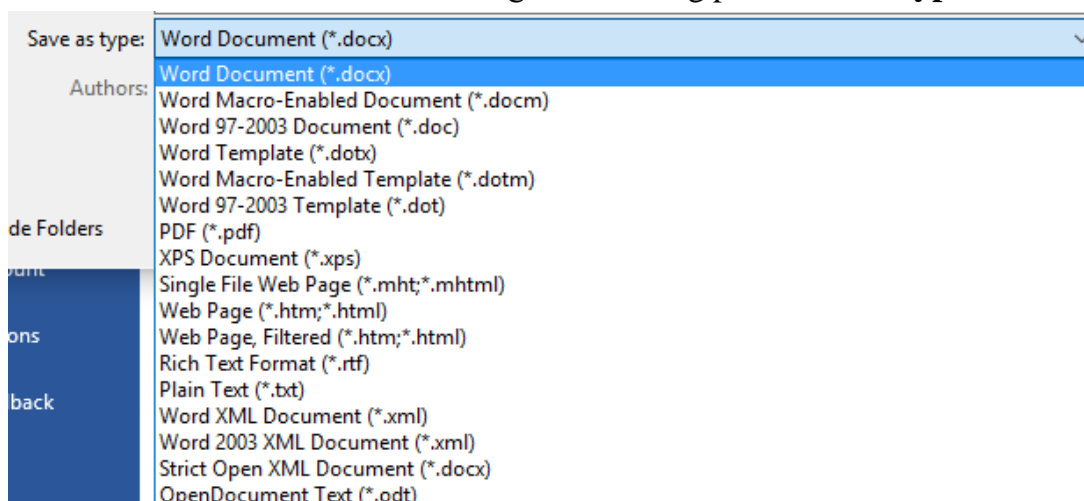 Save as type: Word Document (*.docx)
Authors:
Word Document (*.docx)
Word Macro-Enabled Document (*.docm)
Word 97-2003 Document (*.doc)
Word Template (*.dotx)
Word Macro-Enabled Template (*.dotm)
Word 97-2003 Template (*.dot)
de Folders
PDF (*.pdf)
XPS Document (*.xps)
Single File Web Page (*.mht;*.mhtml)
Web Page (*.htm;*.html)
ons
Web Page, Filtered (*.htm;*.html)
Rich Text Format (*.rtf)
Plain Text (*.txt)
back
Word XML Document (*.xml)
Word 2003 XML Document (*.xml)
Strict Open XML Document (*.docx)
OpenDocument Text (*.odt)